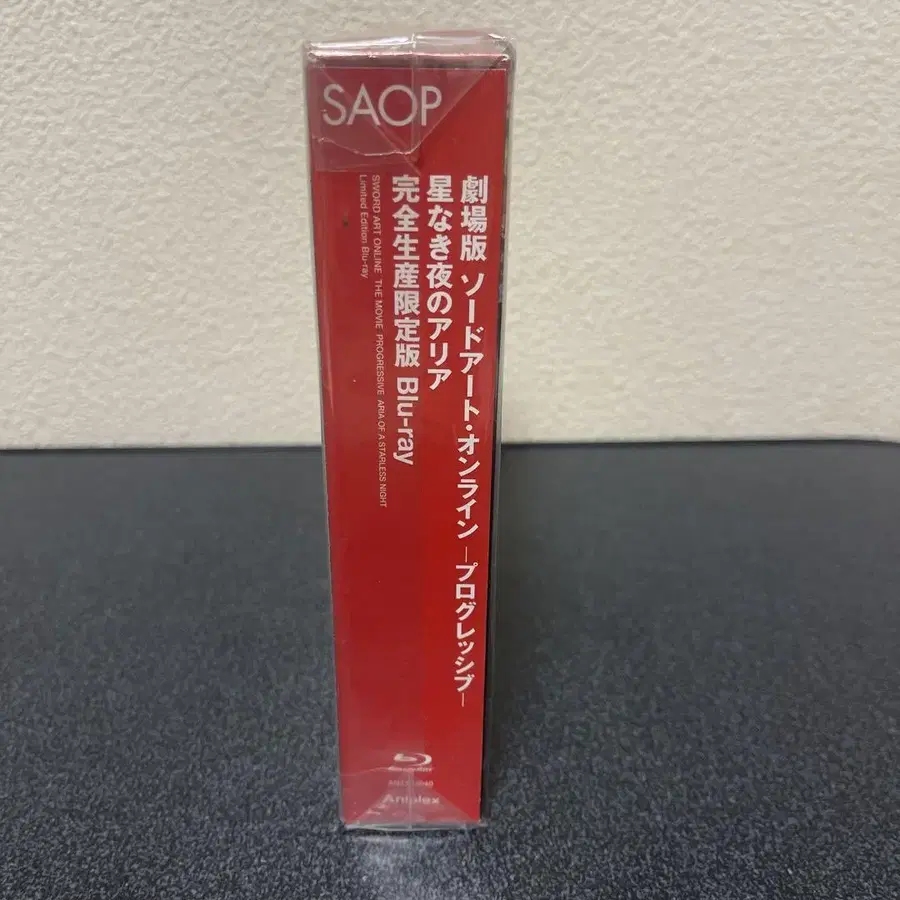 SAOP
劇場版 ソードアート・オンライン ―プログレッシブ―
星なき夜のアリア
完全生産限定版 Blu-ray
SWORD ART ONLINE THE MOVIE PROGRESSIVE ARIA OF A STARLESS NIGHT
Limited Edition Blu-ray
Aniplex